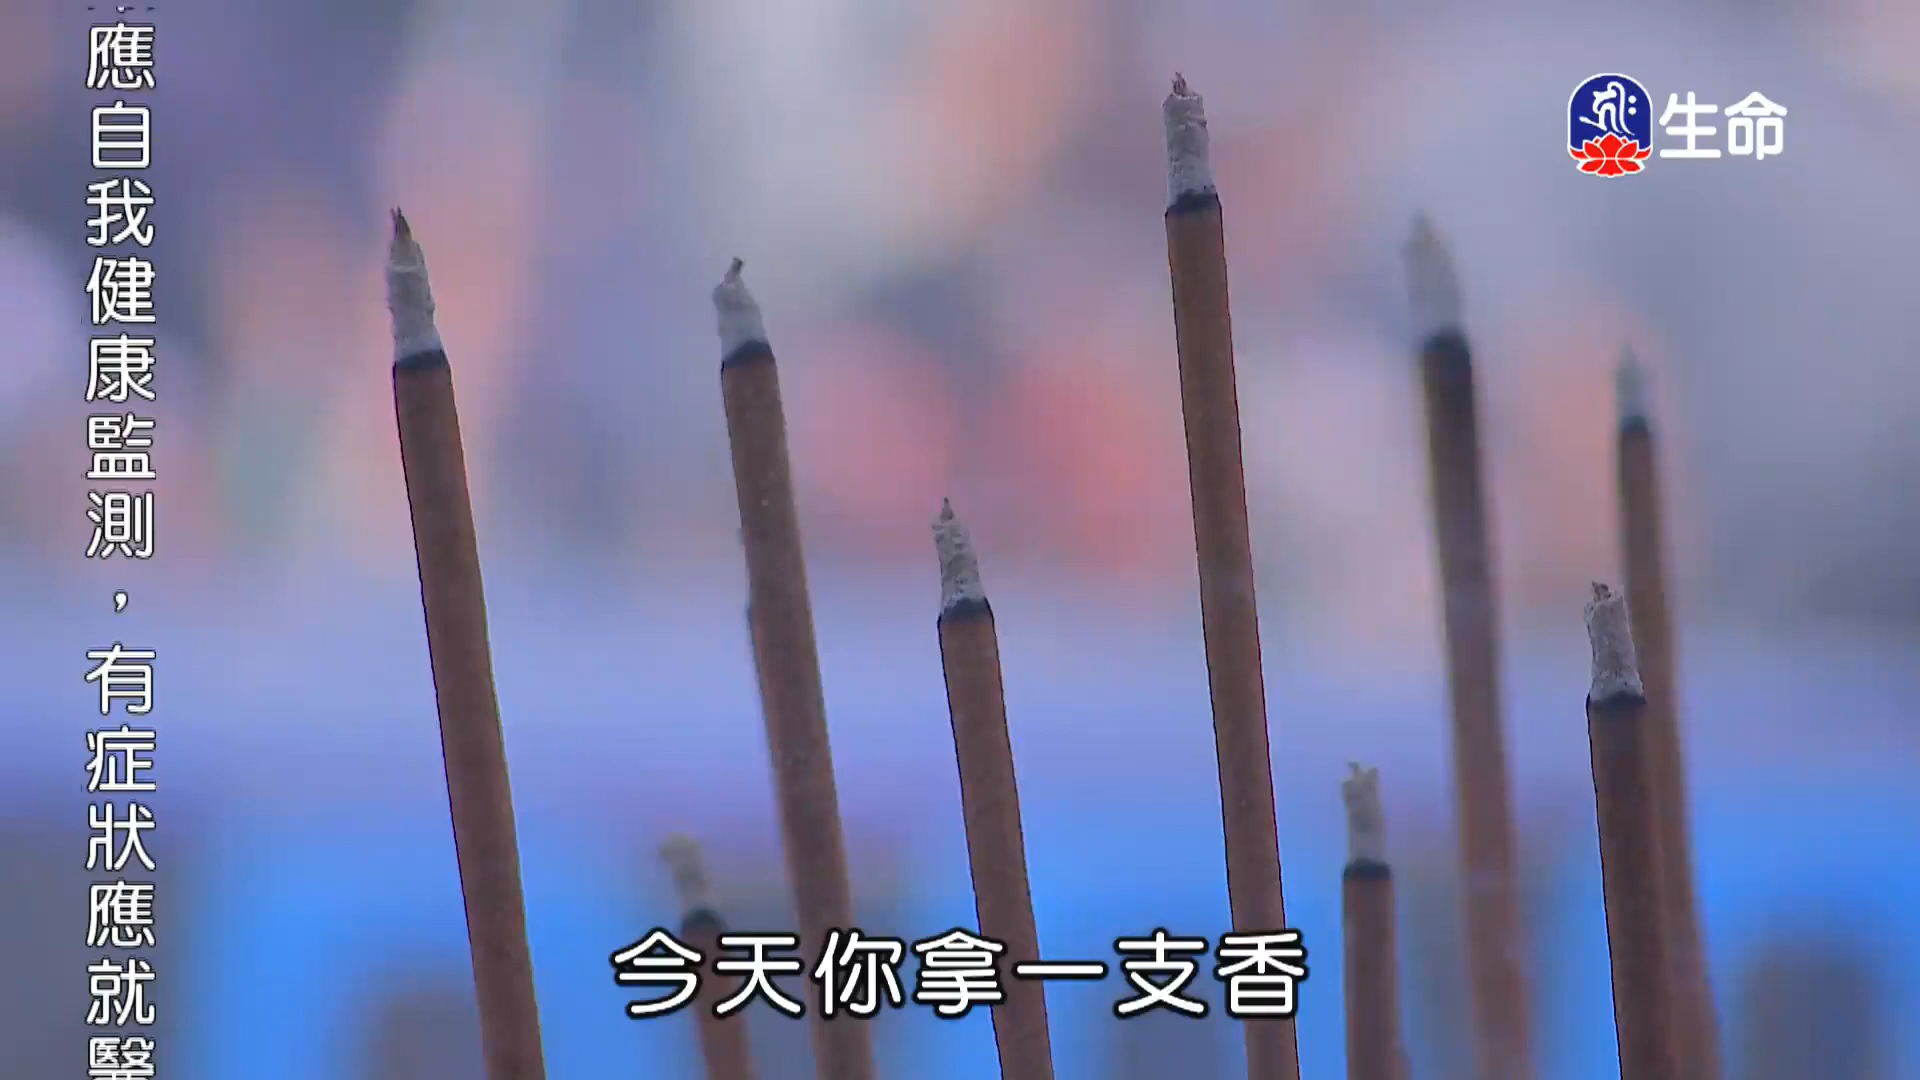 應自我健康監測，有症狀應就醫
生命
今天你拿一支香